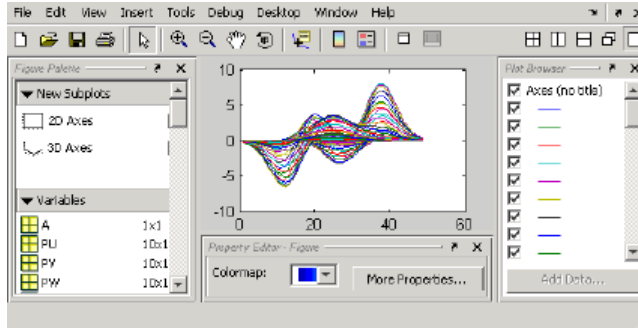 File Edit View Insert Tools Debug Desktop Window Help
Figure Palette
New Subplots
2D Axes
3D Axes
Variables
A 1x1
PU 10x1
PV 10x1
PW 10x1
10
5
0
-5
-10
0 20 40 60
Property Editor - Figure
Colormap:
More Properties...
Plot Browser
Axes (no title)
Add Data...